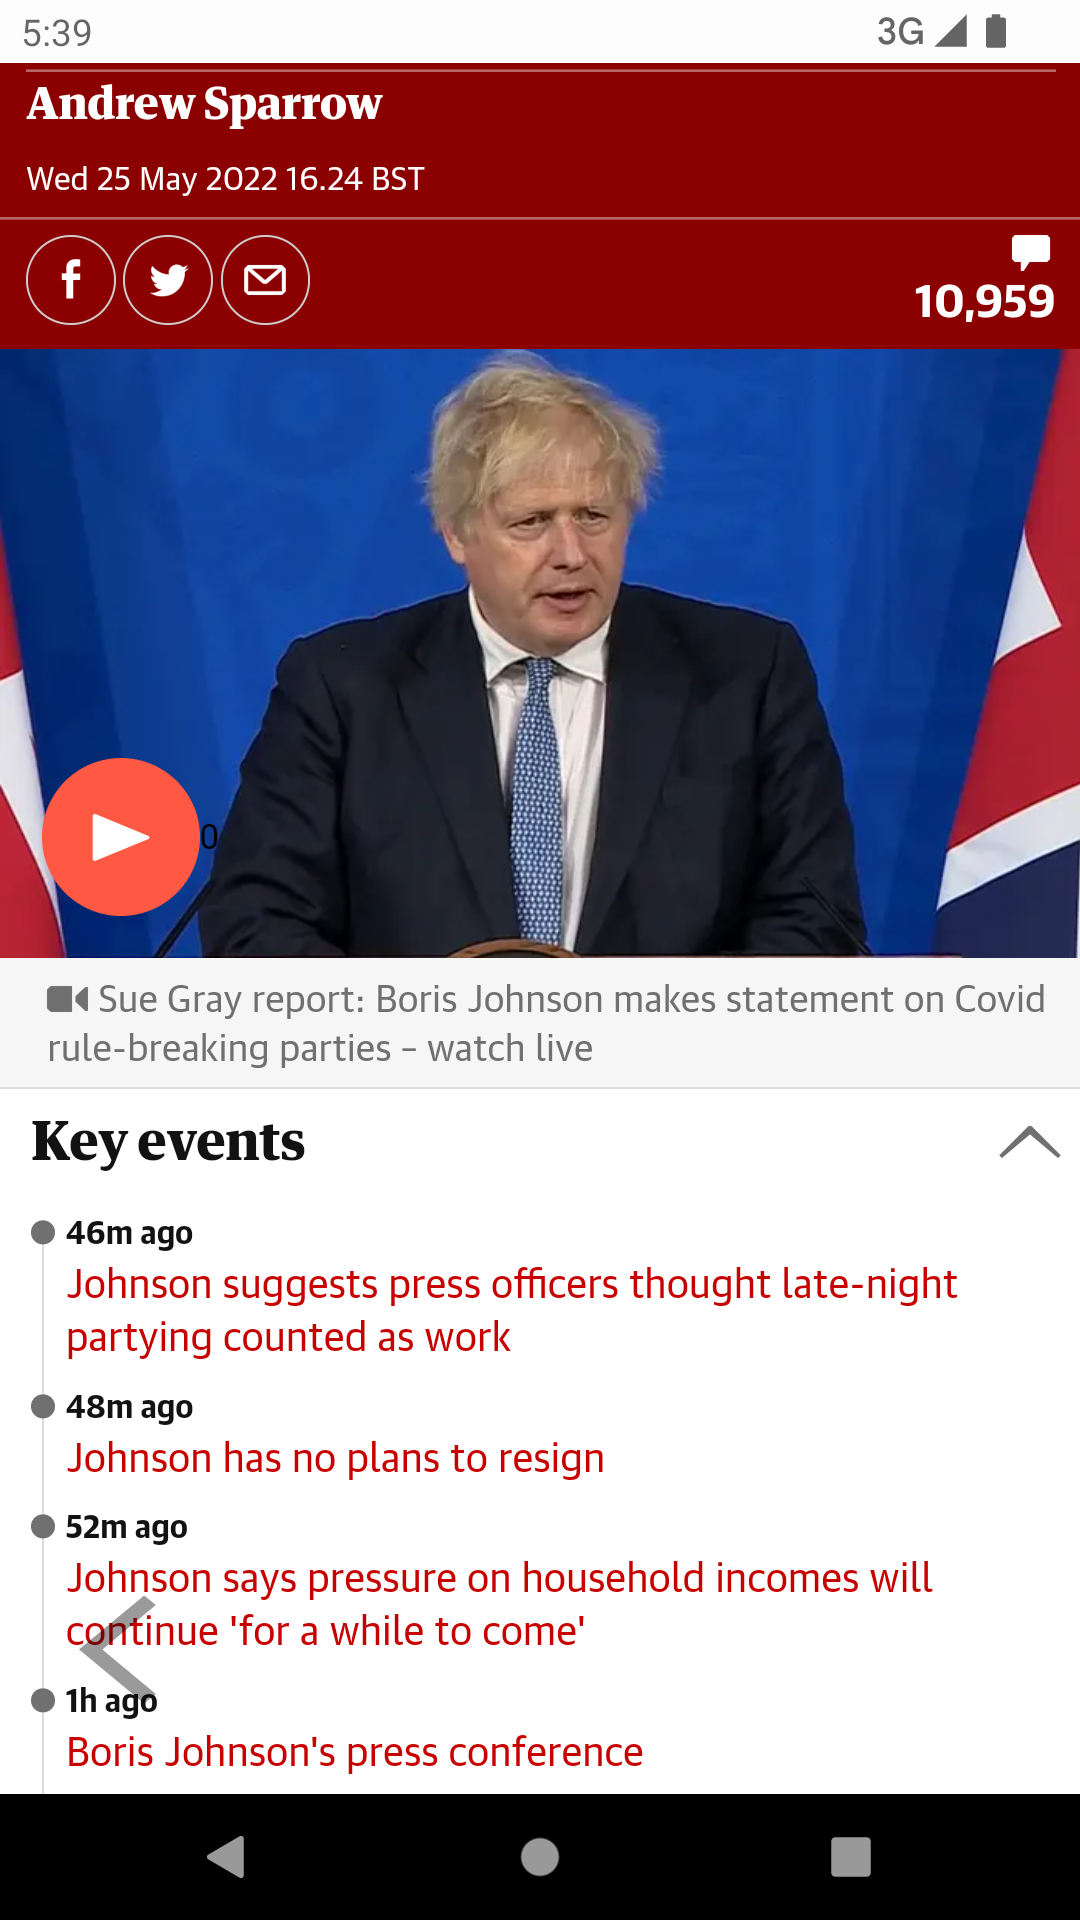 5:39
3G
Andrew Sparrow
Wed 25 May 2022 16.24 BST
10,959
0
Sue Gray report: Boris Johnson makes statement on Covid
rule-breaking parties – watch live
Key events
46m ago
Johnson suggests press officers thought late-night
partying counted as work
48m ago
Johnson has no plans to resign
52m ago
Johnson says pressure on household incomes will
continue 'for a while to come'
1h ago
Boris Johnson's press conference